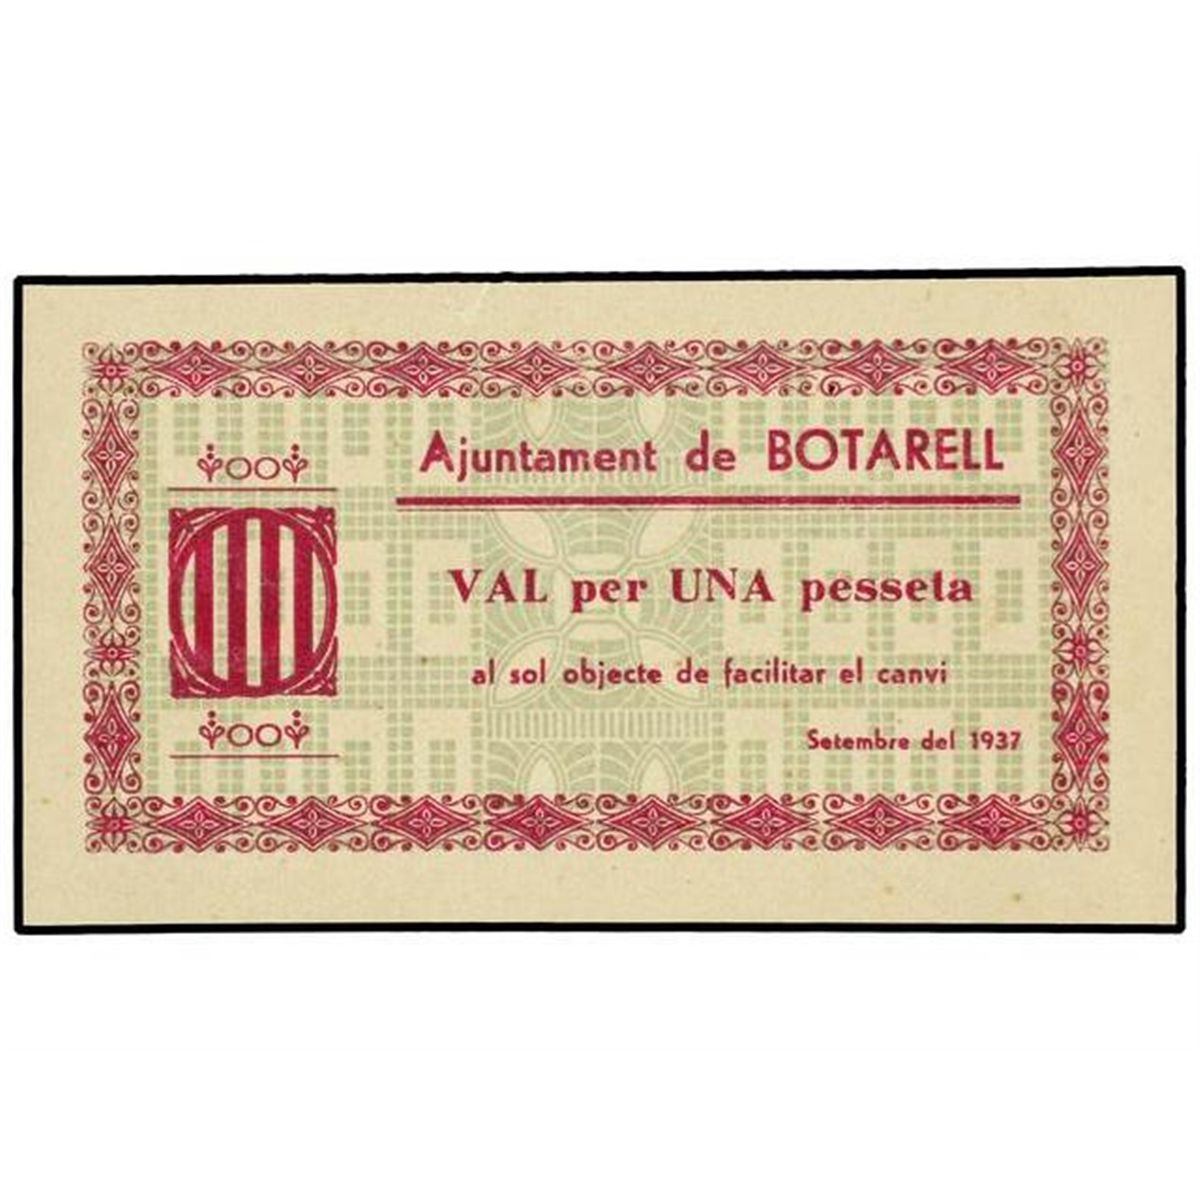 Ajuntament de BOTARELL
VAL per UNA pesseta
al sol objecte de facilitar el canvi
Setembre del 1937